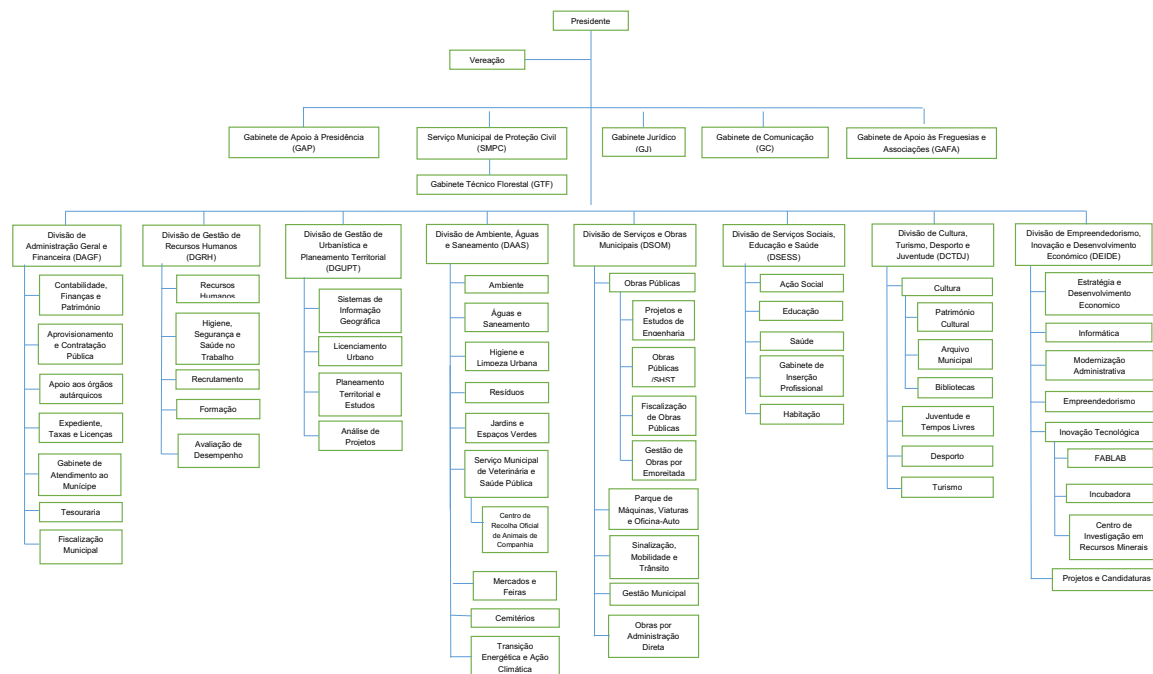 Presidente
Vereação
Gabinete de Apoio à Presidência
(GAP)
Serviço Municipal de Proteção Civil
(SMPC)
Gabinete Jurídico
(GJ)
Gabinete de Comunicação
(GC)
Gabinete de Apoio às Freguesias e
Associações (GAFA)
Gabinete Técnico Florestal (GTF)
Divisão de
Administração Geral e
Financeira (DAGF)
Contabilidade,
Finanças e
Património
Aprovisionamento
e Contratação
Pública
Apoio aos órgãos
autárquicos
Expediente,
Taxas e Licenças
Gabinete de
Atendimento ao
Munícipe
Tesouraria
Fiscalização
Municipal
Divisão de Gestão de
Recursos Humanos
(DGRH)
Recursos
Humanos
Higiene,
Segurança e
Saúde no
Trabalho
Recrutamento
Formação
Avaliação de
Desempenho
Divisão de Gestão de
Urbanística e
Planeamento Territorial
(DGUPT)
Sistemas de
Informação
Geográfica
Licenciamento
Urbano
Planeamento
Territorial e
Estudos
Análise de
Projetos
Divisão de Ambiente, Águas
e Saneamento (DAAS)
Ambiente
Águas e
Saneamento
Higiene e
Limpeza Urbana
Resíduos
Jardins e
Espaços Verdes
Serviço Municipal
de Veterinária e
Saúde Pública
Centro de
Recolha Oficial
de Animais de
Companhia
Mercados e
Feiras
Cemitérios
Transição
Energética e Ação
Climática
Divisão de Serviços e Obras
Municipais (DSOM)
Obras Públicas
Projetos e
Estudos de
Engenharia
Obras
Públicas
(SHST
Fiscalização
de Obras
Públicas
Gestão de
Obras por
Empreitada
Parque de
Máquinas, Viaturas
e Oficina-Auto
Sinalização,
Mobilidade e
Trânsito
Gestão Municipal
Obras por
Administração
Direta
Divisão de Serviços Sociais,
Educação e Saúde
(DSESS)
Ação Social
Educação
Saúde
Gabinete de
Inserção
Profissional
Habitação
Divisão de Cultura,
Turismo, Desporto e
Juventude (DCTDJ)
Cultura
Património
Cultural
Arquivo
Municipal
Bibliotecas
Juventude e
Tempos Livres
Desporto
Turismo
Divisão de Empreendedorismo,
Inovação e Desenvolvimento
Económico (DEIDE)
Estratégia e
Desenvolvimento
Economico
Informática
Modernização
Administrativa
Empreendedorismo
Inovação Tecnológica
FABLAB
Incubadora
Centro de
Investigação em
Recursos Minerais
Projetos e Candidaturas